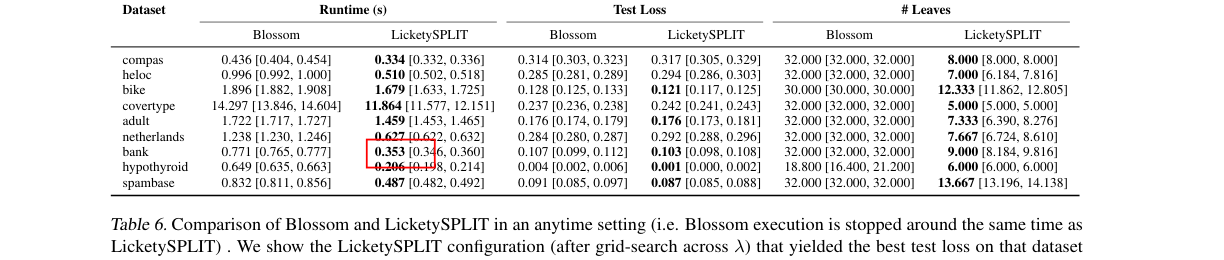 Dataset Runtime (s) Test Loss # Leaves
Blossom LicketySPLIT Blossom LicketySPLIT Blossom LicketySPLIT
compas 0.436 [0.404, 0.454] 0.334 [0.332, 0.336] 0.314 [0.303, 0.323] 0.317 [0.305, 0.329] 32.000 [32.000, 32.000] 8.000 [8.000, 8.000]
heloc 0.996 [0.992, 1.000] 0.510 [0.502, 0.518] 0.285 [0.281, 0.289] 0.294 [0.286, 0.303] 32.000 [32.000, 32.000] 7.000 [6.184, 7.816]
bike 1.896 [1.882, 1.908] 1.679 [1.633, 1.725] 0.128 [0.125, 0.133] 0.121 [0.117, 0.125] 30.000 [30.000, 30.000] 12.333 [11.862, 12.805]
covertype 14.297 [13.846, 14.604] 11.864 [11.577, 12.151] 0.237 [0.236, 0.238] 0.242 [0.241, 0.243] 32.000 [32.000, 32.000] 5.000 [5.000, 5.000]
adult 1.722 [1.717, 1.727] 1.459 [1.453, 1.465] 0.176 [0.174, 0.179] 0.176 [0.173, 0.181] 32.000 [32.000, 32.000] 7.333 [6.390, 8.276]
netherlands 1.238 [1.230, 1.246] 0.627 [0.622, 0.632] 0.284 [0.280, 0.287] 0.292 [0.288, 0.296] 32.000 [32.000, 32.000] 7.667 [6.724, 8.610]
bank 0.771 [0.765, 0.777] 0.353 [0.346, 0.360] 0.107 [0.099, 0.112] 0.103 [0.098, 0.108] 32.000 [32.000, 32.000] 9.000 [8.184, 9.816]
hypothyroid 0.649 [0.635, 0.663] 0.206 [0.198, 0.214] 0.004 [0.002, 0.006] 0.001 [0.000, 0.002] 18.800 [16.400, 21.200] 6.000 [6.000, 6.000]
spambase 0.832 [0.811, 0.856] 0.487 [0.482, 0.492] 0.091 [0.085, 0.097] 0.087 [0.085, 0.088] 32.000 [32.000, 32.000] 13.667 [13.196, 14.138]
Table 6. Comparison of Blossom and LicketySPLIT in an anytime setting (i.e. Blossom execution is stopped around the same time as
LicketySPLIT) . We show the LicketySPLIT configuration (after grid-search across λ) that yielded the best test loss on that dataset